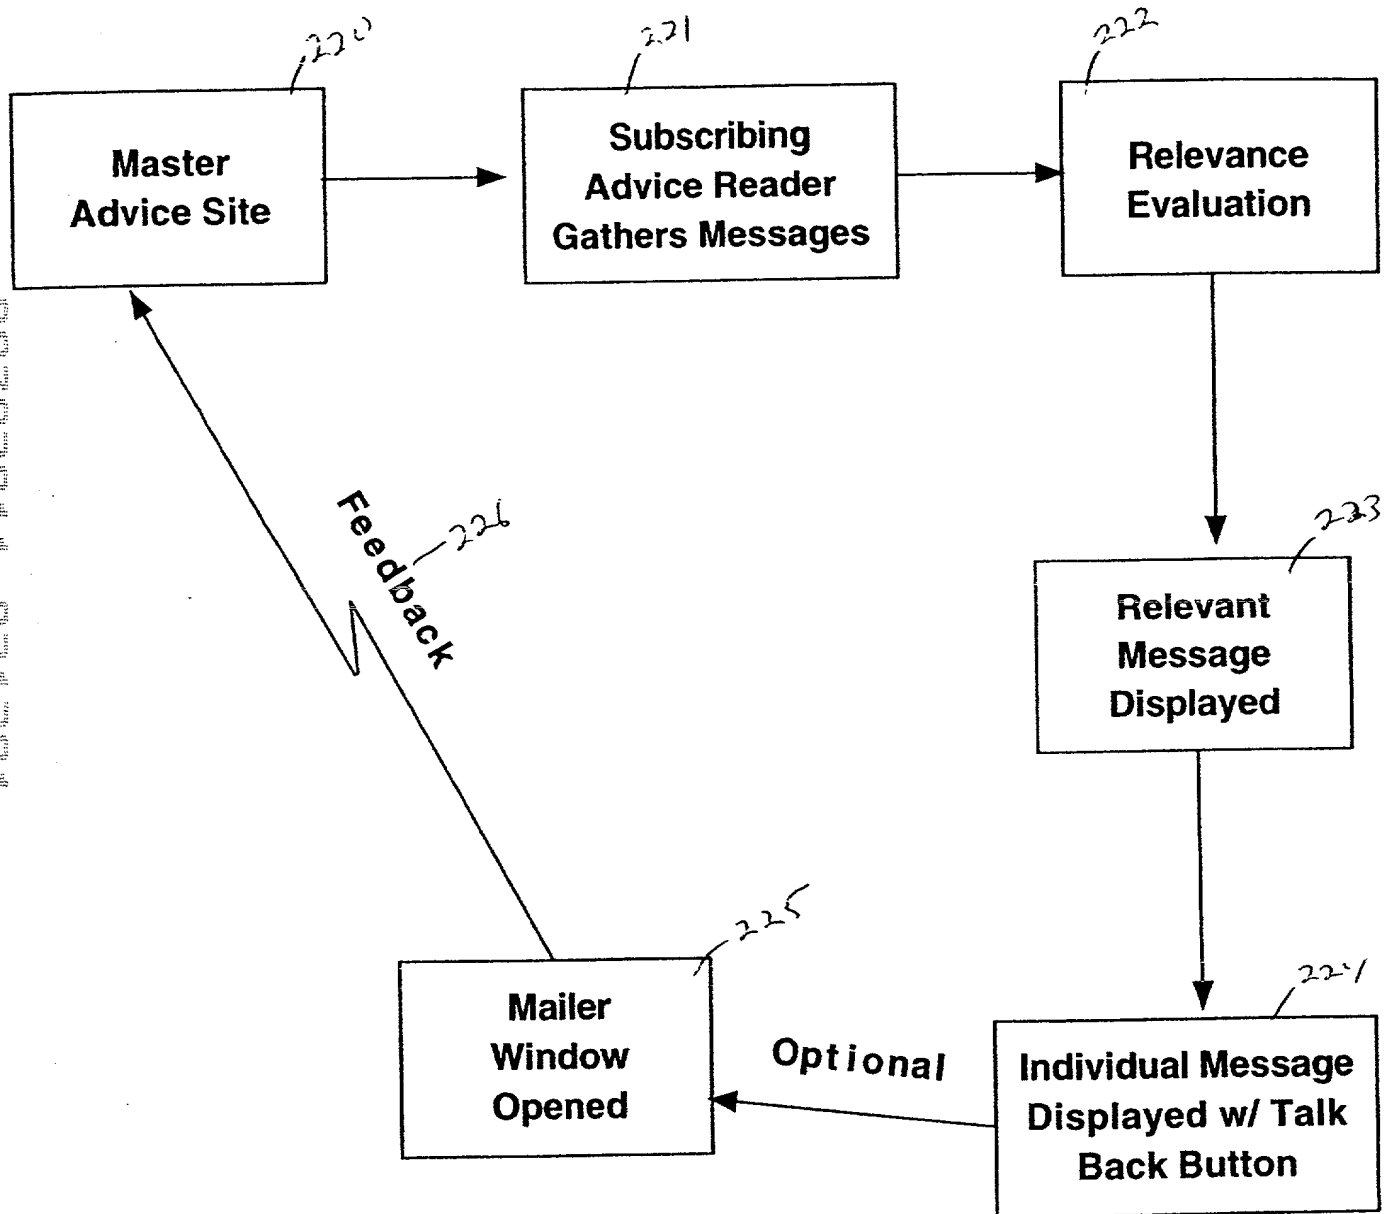 220
221
222
Master
Advice Site
Subscribing
Advice Reader
Gathers Messages
Relevance
Evaluation
Feedback
226
223
Relevant
Message
Displayed
225
224
Mailer
Window
Opened
Optional
Individual Message
Displayed w/ Talk
Back Button